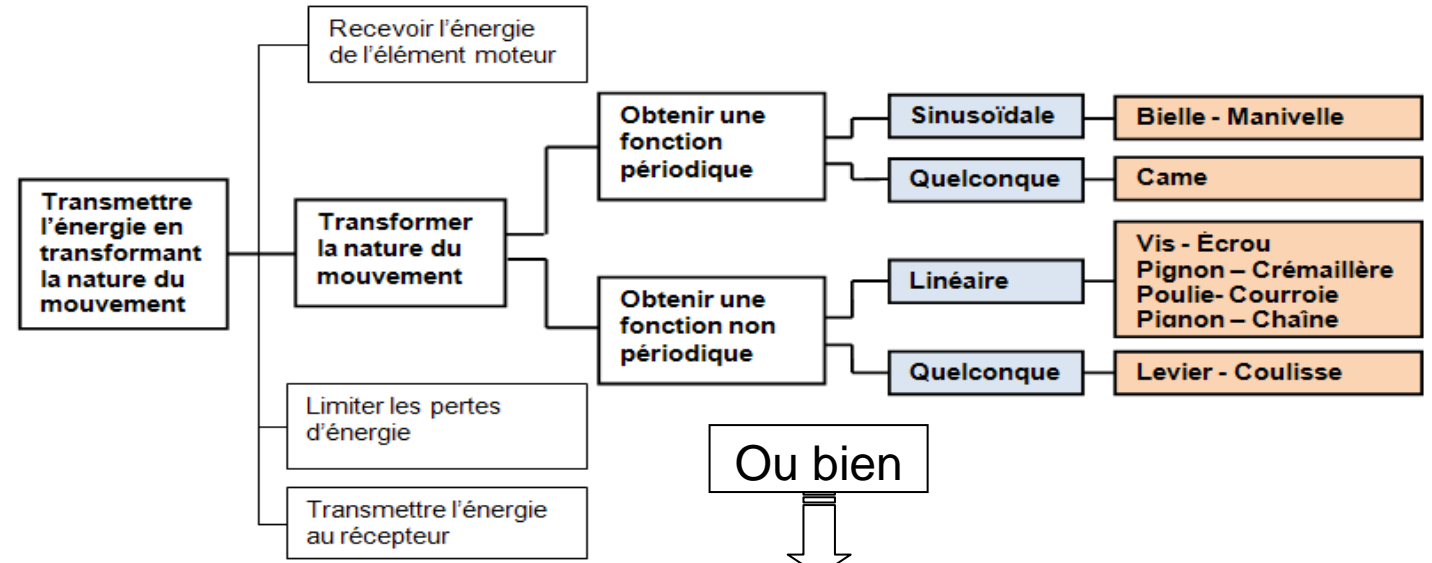 Recevoir l'énergie
de l'élément moteur
Transmettre
l'énergie en
transformant
la nature du
mouvement
Transformer
la nature du
mouvement
Obtenir une
fonction
périodique
Sinusoïdale
Bielle - Manivelle
Quelconque
Came
Obtenir une
fonction non
périodique
Linéaire
Vis - Écrou
Pignon – Crémaillère
Poulie- Courroie
Pignon – Chaîne
Quelconque
Levier - Coulisse
Limiter les pertes
d'énergie
Transmettre l'énergie
au récepteur
Ou bien